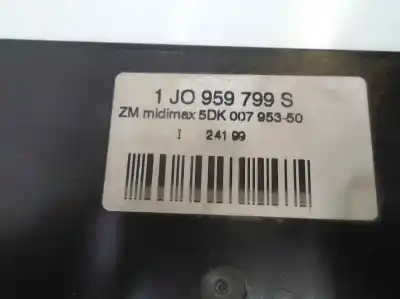 1 JO 959 799 S
ZM midimax 5DK 007 953-50
I 241 99